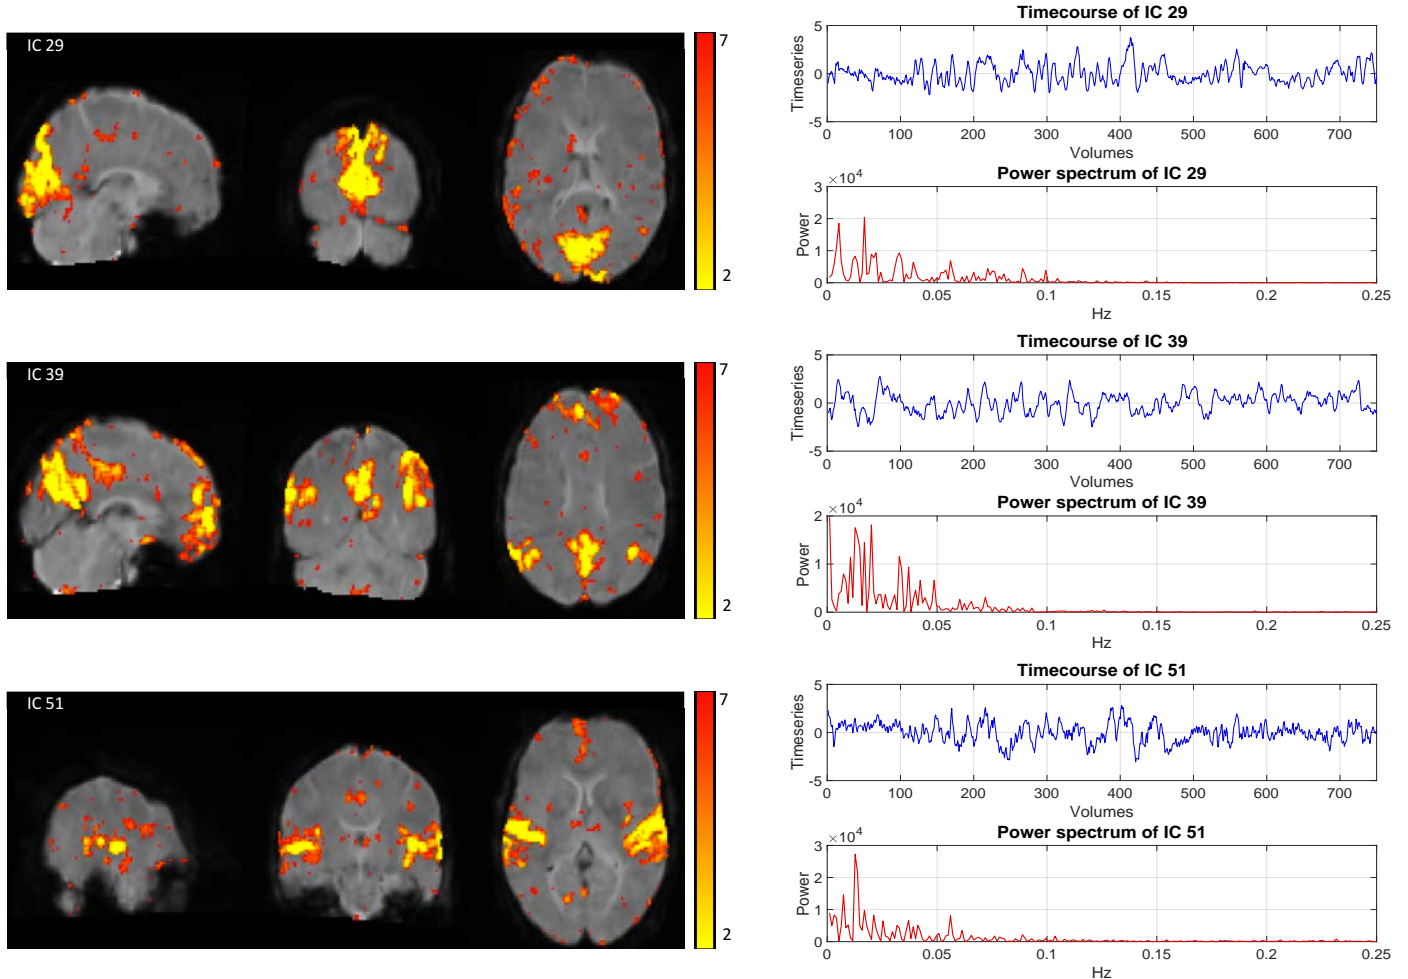 IC 29
7
2
Timecourse of IC 29
Timeseries
5
0
-5
0 100 200 300 400 500 600 700
Volumes
Power spectrum of IC 29
×10⁴
Power
3
2
1
0
0 0.05 0.1 0.15 0.2 0.25
Hz
IC 39
7
2
Timecourse of IC 39
Timeseries
5
0
-5
0 100 200 300 400 500 600 700
Volumes
Power spectrum of IC 39
×10⁴
Power
2
1
0
0 0.05 0.1 0.15 0.2 0.25
Hz
IC 51
7
2
Timecourse of IC 51
Timeseries
5
0
-5
0 100 200 300 400 500 600 700
Volumes
Power spectrum of IC 51
×10⁴
Power
3
2
1
0
0 0.05 0.1 0.15 0.2 0.25
Hz